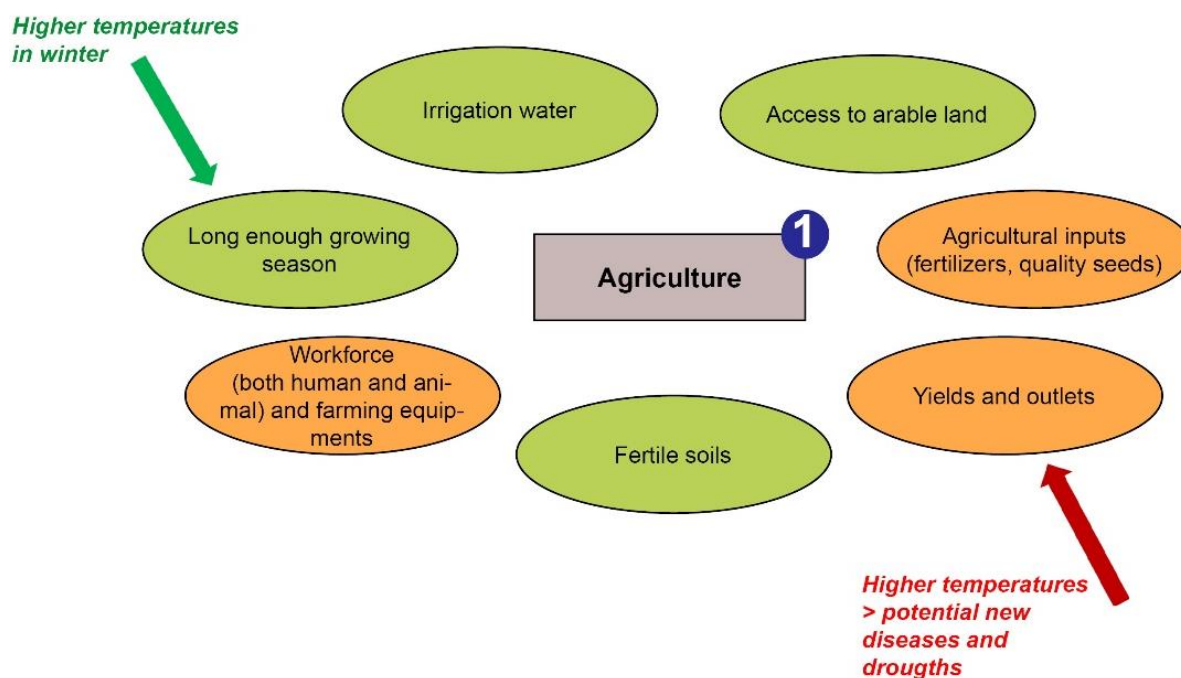 Higher temperatures
in winter
Irrigation water
Access to arable land
Long enough growing
season
1
Agriculture
Agricultural inputs
(fertilizers, quality seeds)
Workforce
(both human and ani-
mal) and farming equip-
ments
Yields and outlets
Fertile soils
Higher temperatures
> potential new
diseases and
drougths